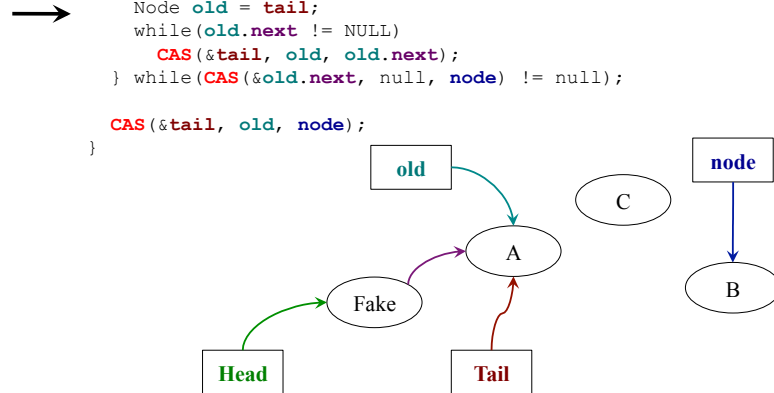 Node old = tail;
while(old.next != NULL)
CAS(&tail, old, old.next);
} while(CAS(&old.next, null, node) != null);
CAS(&tail, old, node);
}
old
node
C
A
B
Fake
Head
Tail